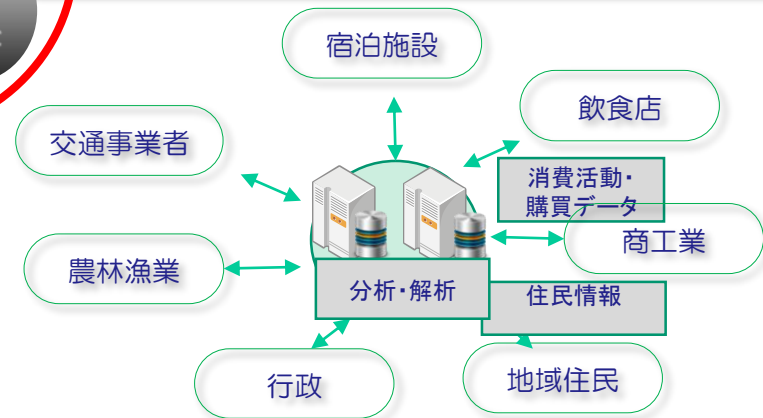 宿泊施設
飲食店
交通事業者
消費活動・
購買データ
商工業
農林漁業
分析・解析
住民情報
行政
地域住民